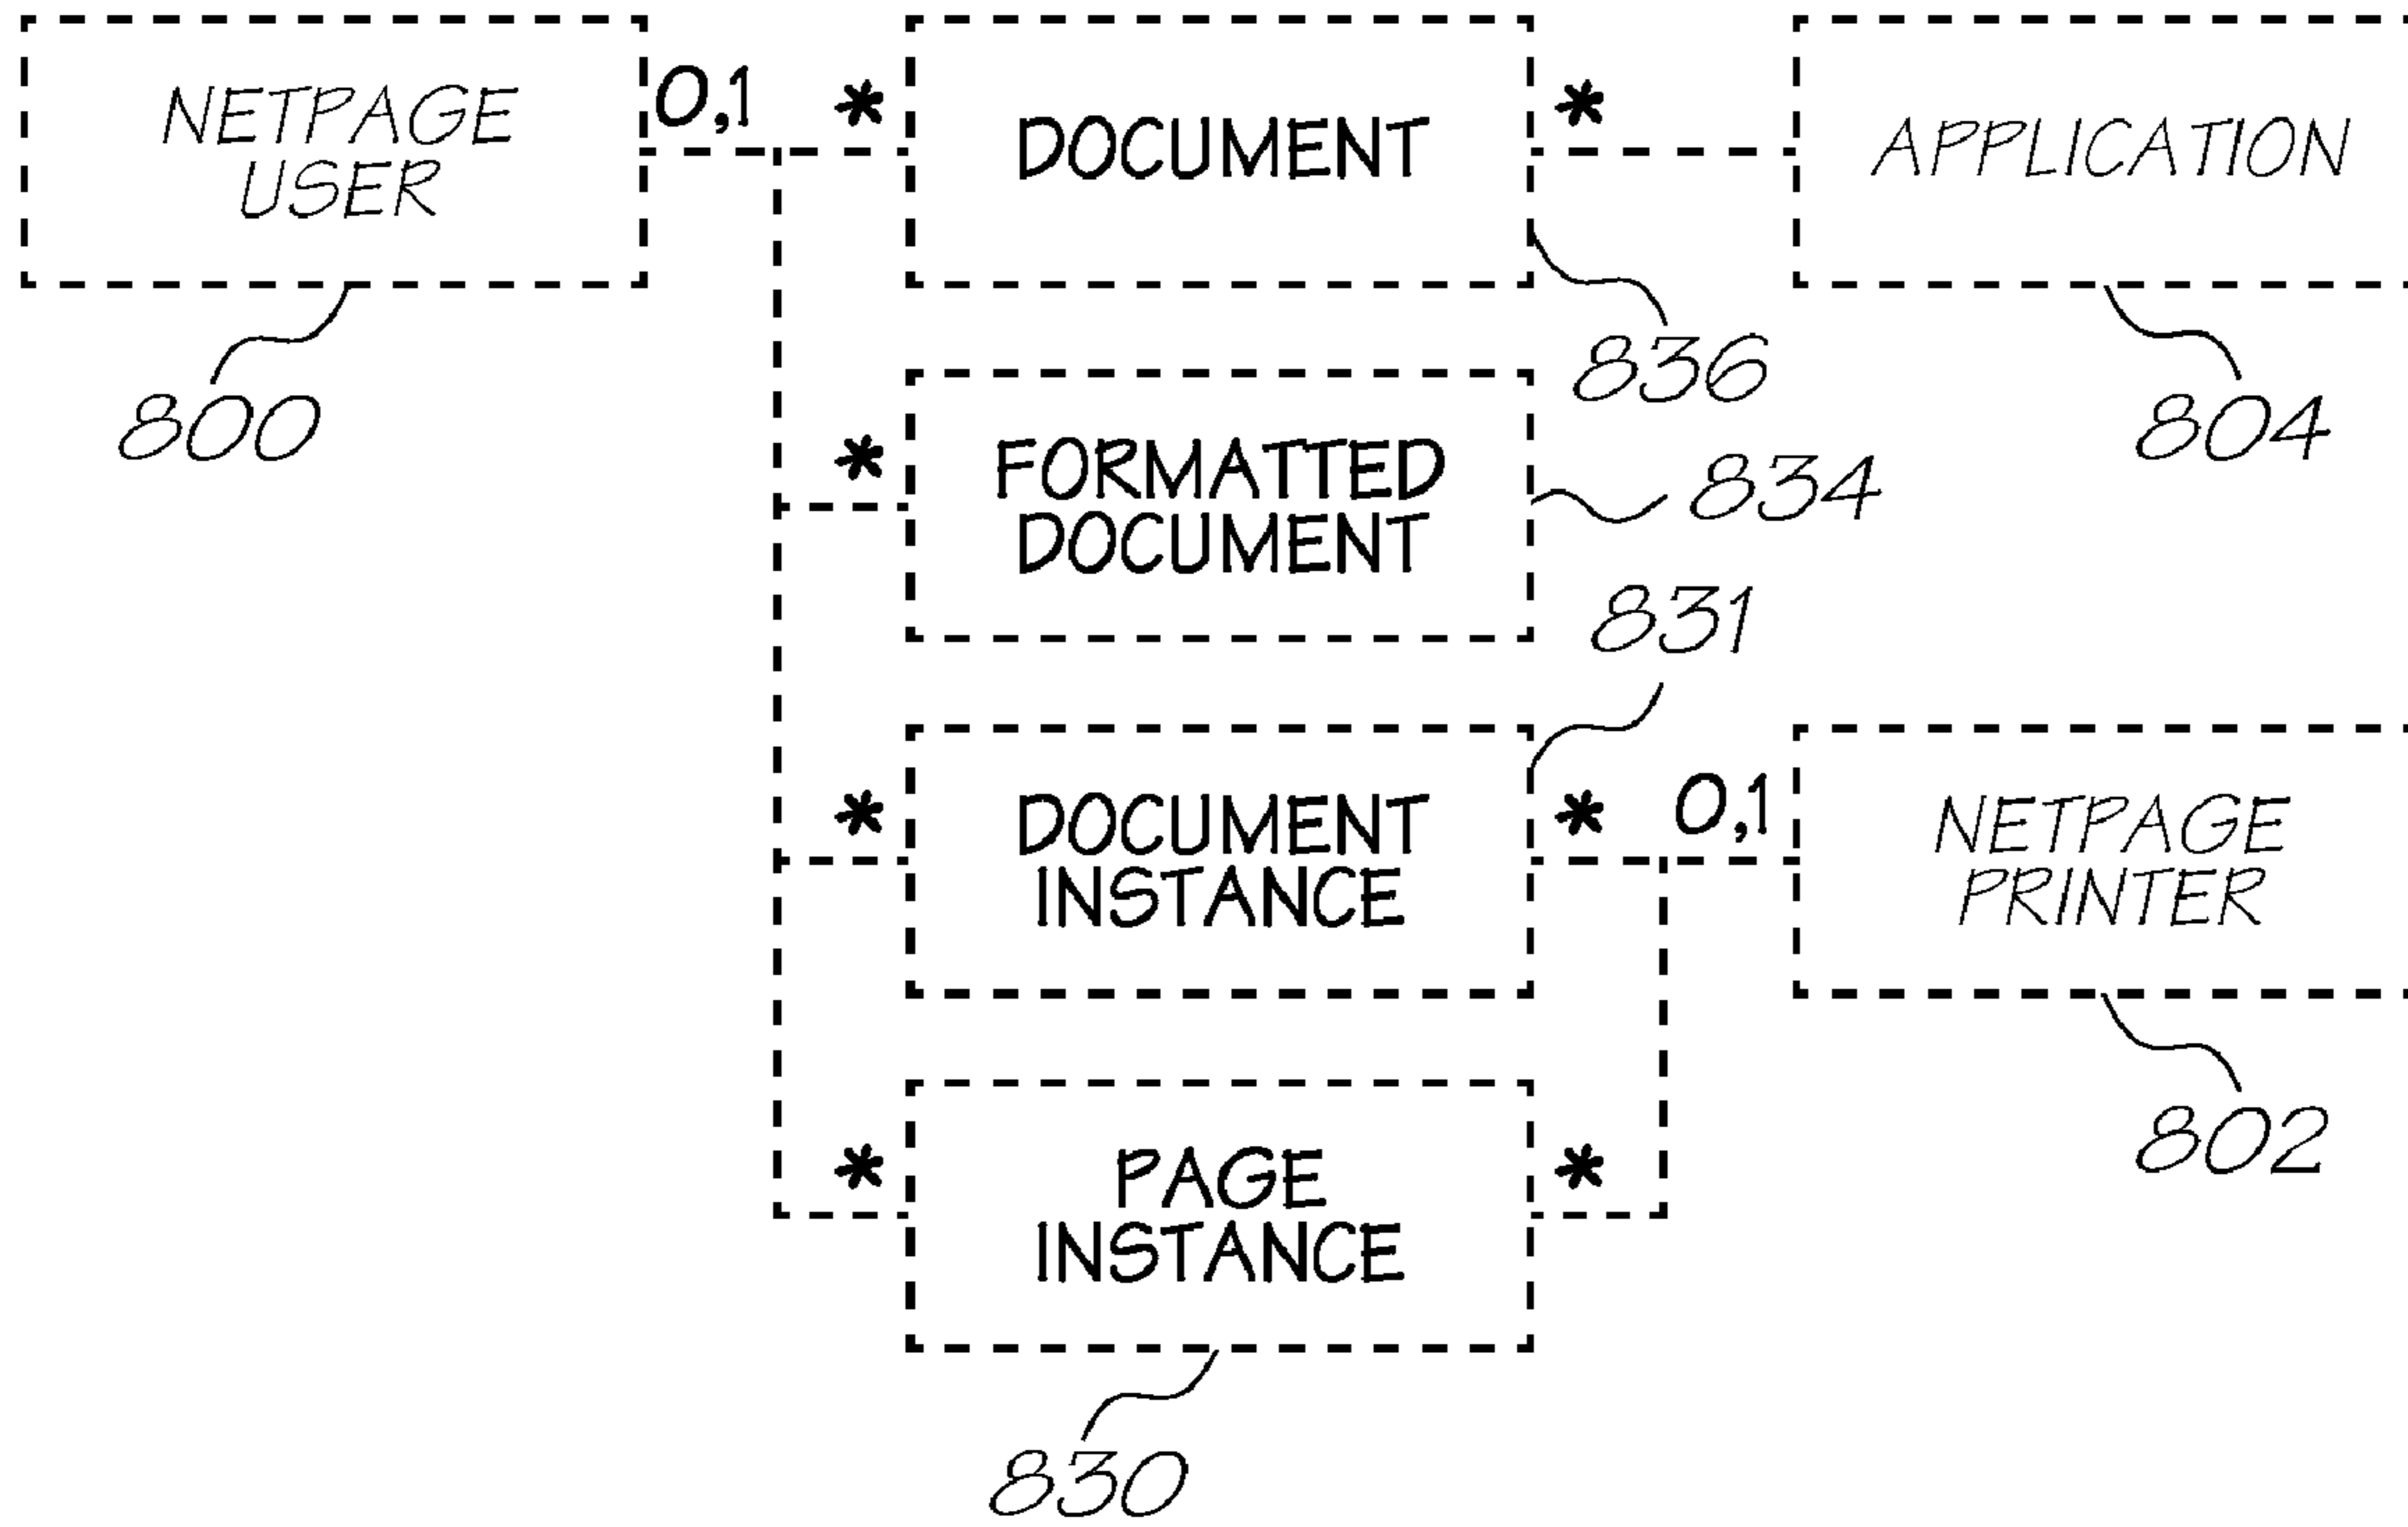 NETPAGE
USER
0,1
*
DOCUMENT
*
APPLICATION
800
836
804
*
FORMATTED
DOCUMENT
834
831
*
DOCUMENT
INSTANCE
*
0,1
NETPAGE
PRINTER
802
*
PAGE
INSTANCE
*
830